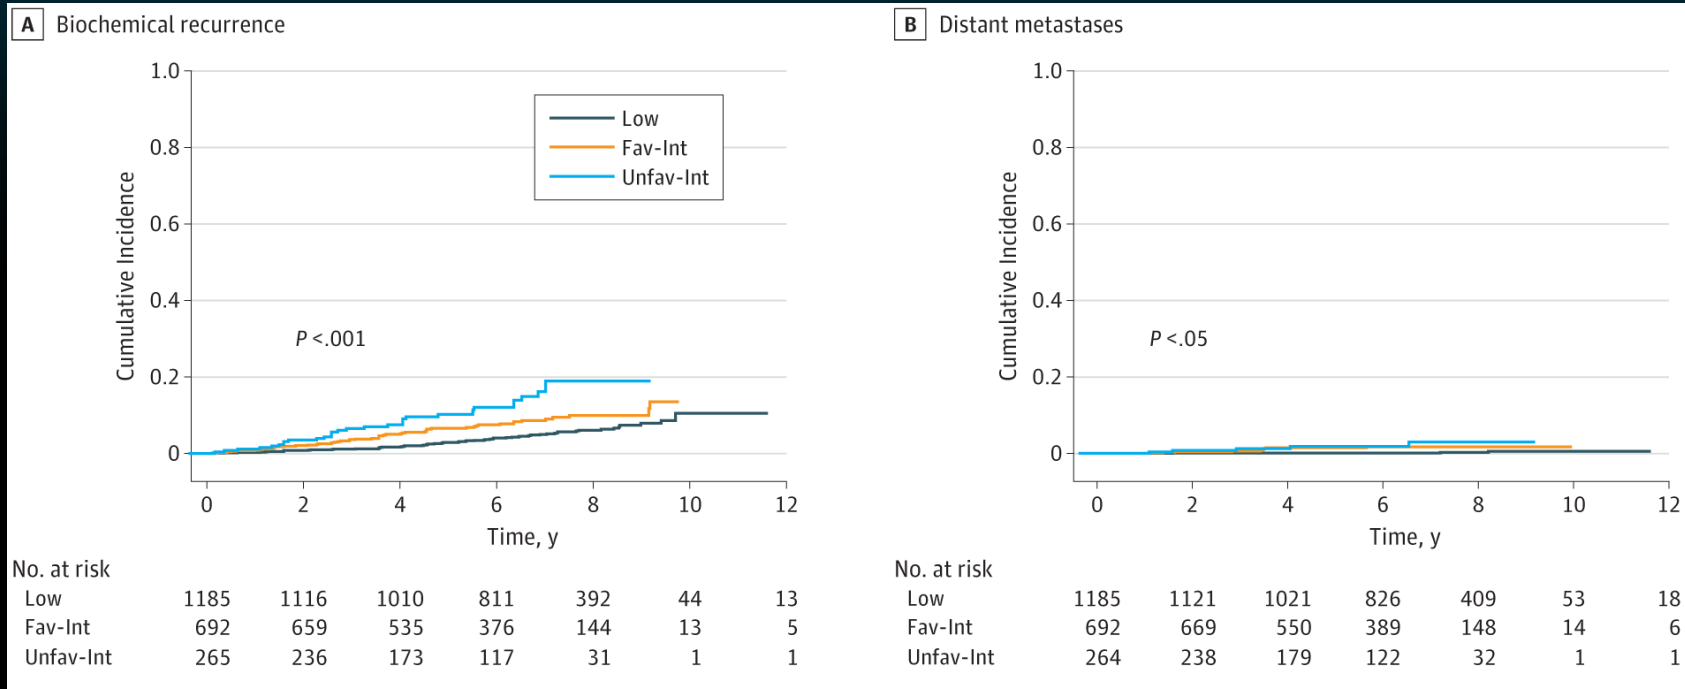 A Biochemical recurrence
1.0
0.8
0.6
0.4
0.2
0
Cumulative Incidence
Low
Fav-Int
Unfav-Int
P <.001
0 2 4 6 8 10 12
Time, y
No. at risk
Low 1185 1116 1010 811 392 44 13
Fav-Int 692 659 535 376 144 13 5
Unfav-Int 265 236 173 117 31 1 1
B Distant metastases
1.0
0.8
0.6
0.4
0.2
0
Cumulative Incidence
P <.05
0 2 4 6 8 10 12
Time, y
No. at risk
Low 1185 1121 1021 826 409 53 18
Fav-Int 692 669 550 389 148 14 6
Unfav-Int 264 238 179 122 32 1 1